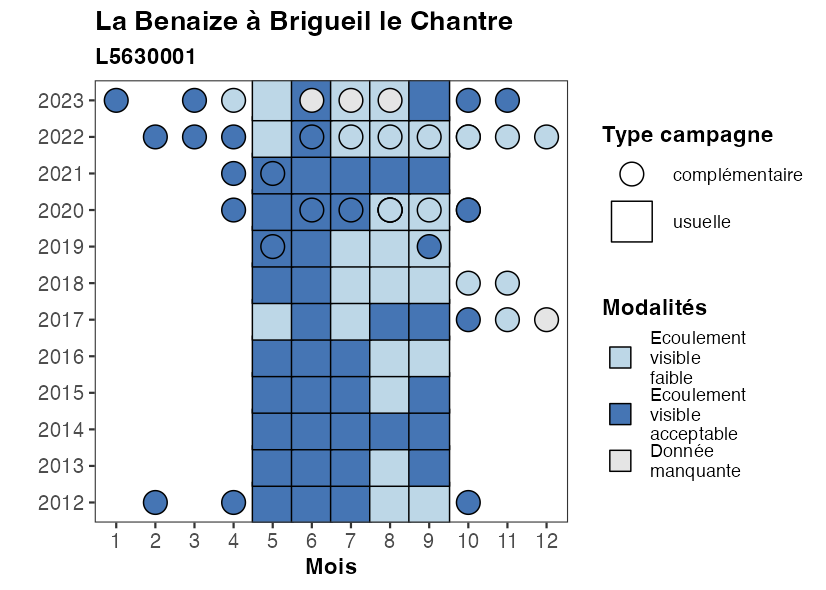 La Benaize à Brigueil le Chantre
L5630001
2023
2022
2021
2020
2019
2018
2017
2016
2015
2014
2013
2012
1 2 3 4 5 6 7 8 9 10 11 12
Mois
Type campagne
complémentaire
usuelle
Modalités
Ecoulement
visible
faible
Ecoulement
visible
acceptable
Donnée
manquante